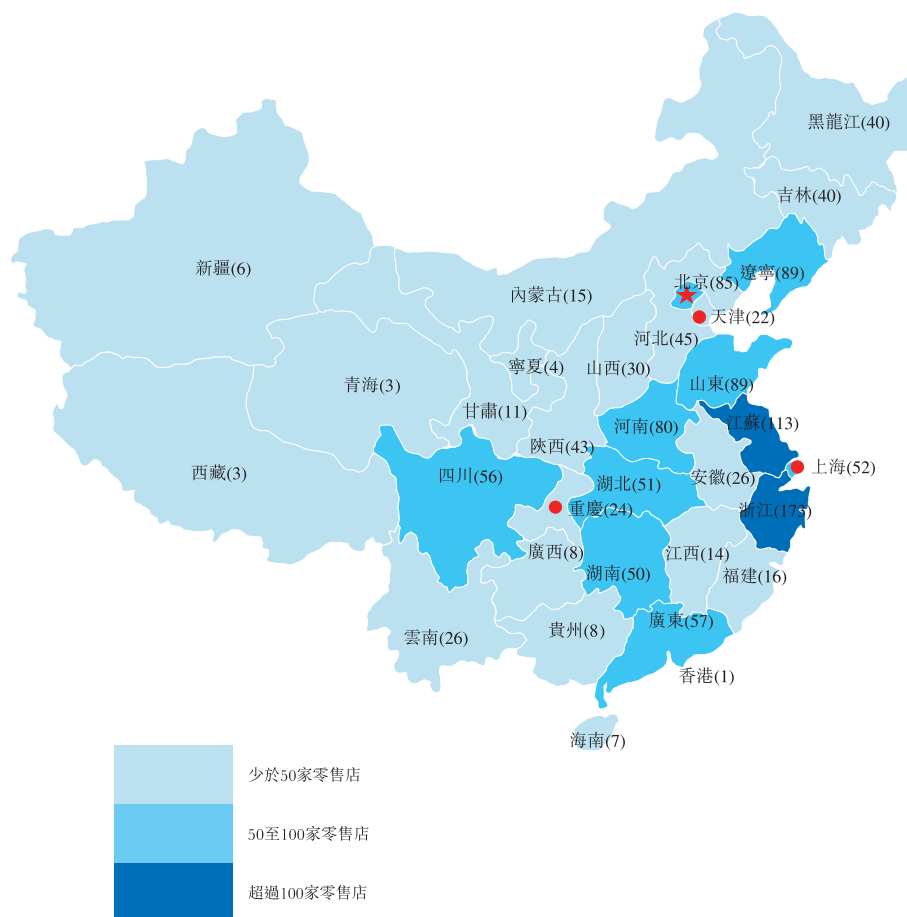 黑龍江(40)
吉林(40)
新疆(6)
遼寧(89)
北京(85)
內蒙古(15)
天津(22)
河北(45)
寧夏(4)
山西(30)
青海(3)
山東(89)
甘肅(11)
江蘇(113)
河南(80)
陝西(43)
上海(52)
西藏(3)
四川(56)
安徽(26)
湖北(51)
重慶(24)
浙江(173)
廣西(8)
江西(14)
湖南(50)
福建(16)
廣東(57)
貴州(8)
雲南(26)
香港(1)
海南(7)
少於50家零售店
50至100家零售店
超過100家零售店